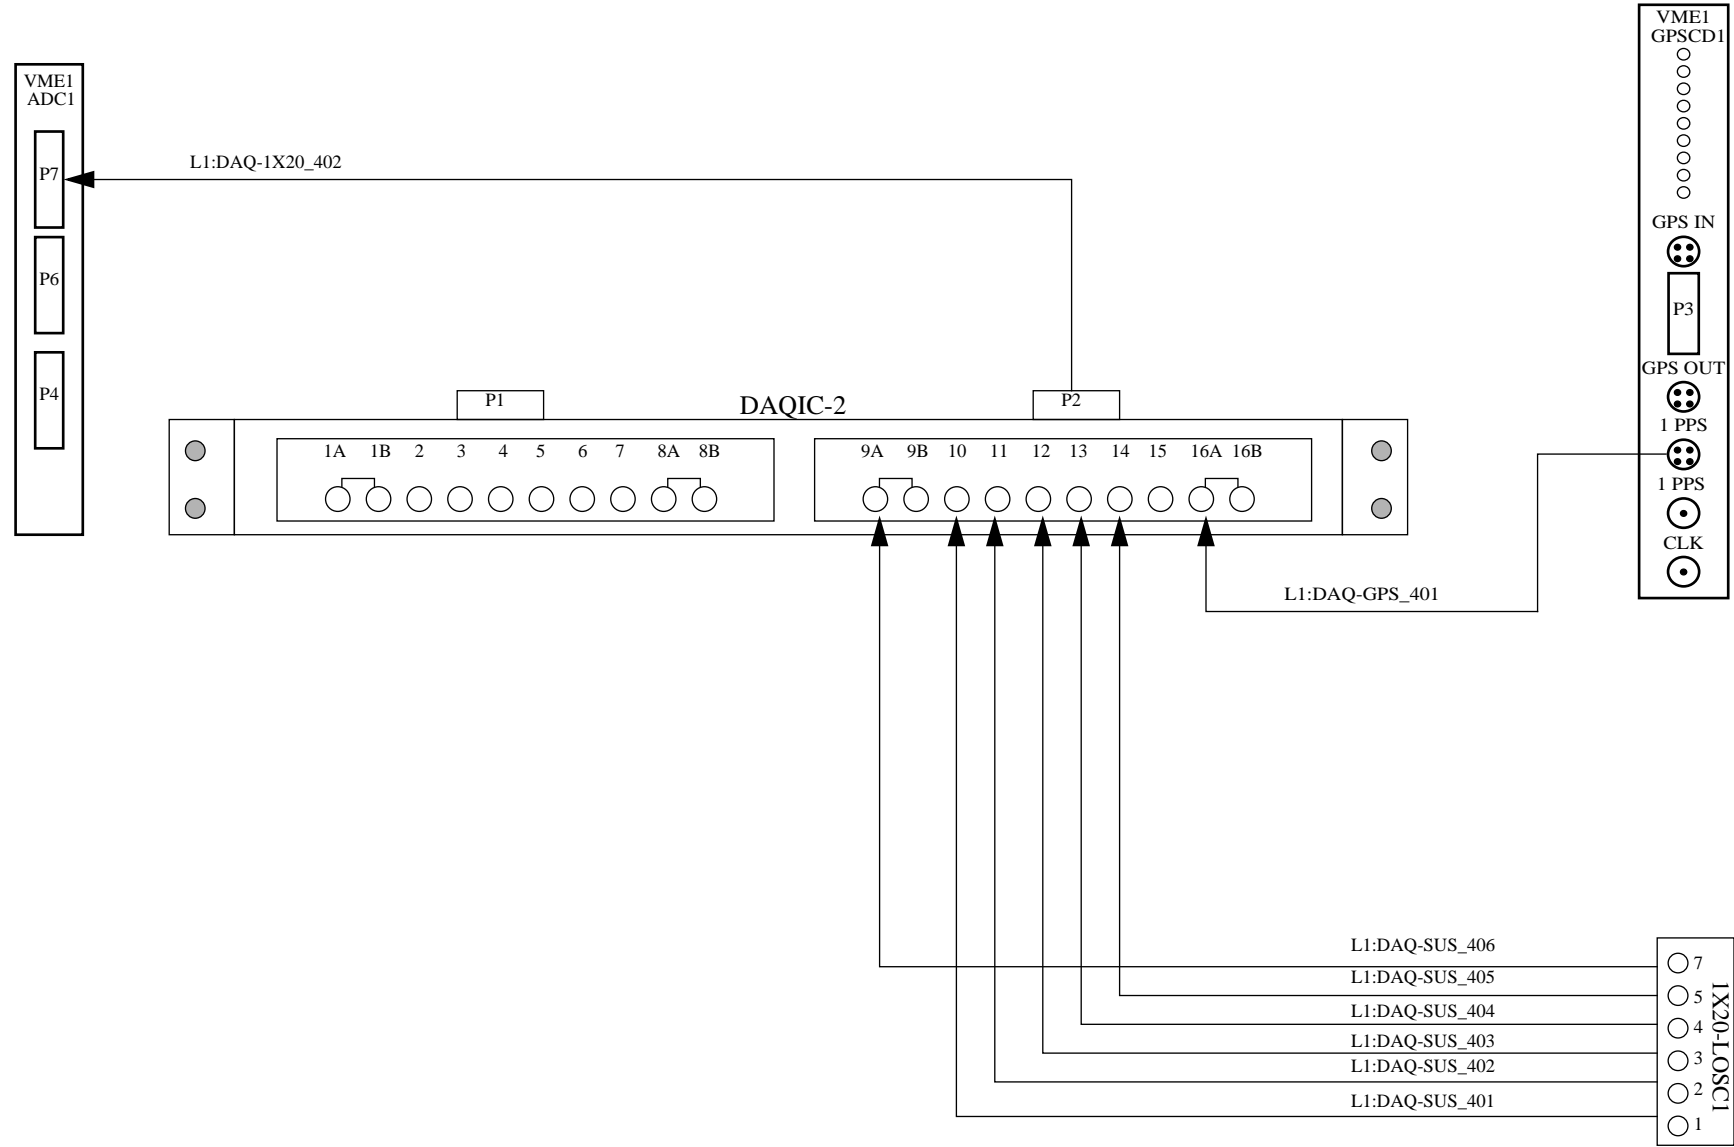 VME1
GPSCD1
VME1
ADC1
P7
L1:DAQ-1X20_402
GPS IN
P6
P3
GPS OUT
P4
P1
DAQIC-2
P2
1 PPS
1A 1B 2 3 4 5 6 7 8A 8B
9A 9B 10 11 12 13 14 15 16A 16B
1 PPS
CLK
L1:DAQ-GPS_401
L1:DAQ-SUS_406
7
L1:DAQ-SUS_405
5
L1:DAQ-SUS_404
4
L1:DAQ-SUS_403
3
L1:DAQ-SUS_402
2
L1:DAQ-SUS_401
1
1X20-LOSC1